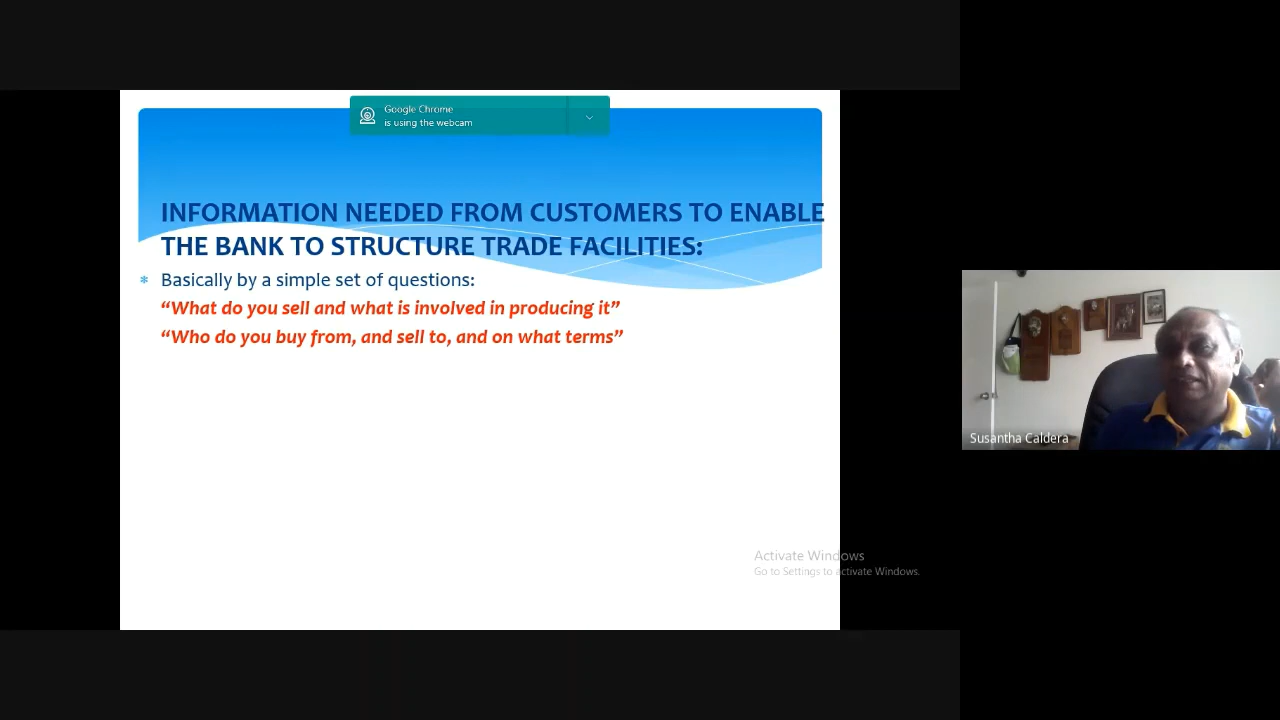 Google Chrome
is using the webcam
INFORMATION NEEDED FROM CUSTOMERS TO ENABLE
THE BANK TO STRUCTURE TRADE FACILITIES:
Basically by a simple set of questions:
“What do you sell and what is involved in producing it”
“Who do you buy from, and sell to, and on what terms”
Susantha Caldera
Activate Windows
Go to Settings to activate Windows.